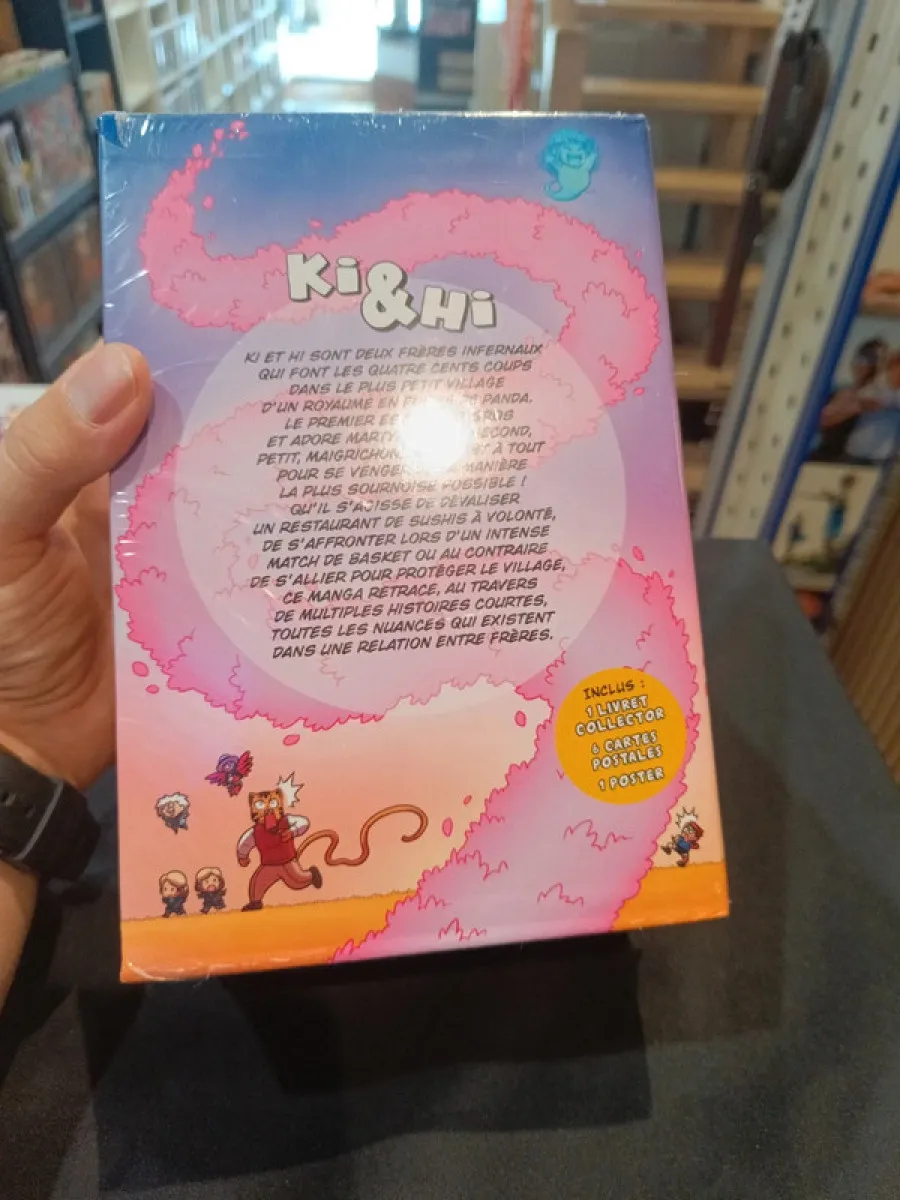 Ki & Hi
KI ET HI SONT DEUX FRÈRES INFERNAUX
QUI FONT LES QUATRE CENTS COUPS
DANS LE PLUS PETIT VILLAGE
D'UN ROYAUME EN DE PANDA.
LE PREMIER
ET ADORE SECOND,
PETIT, À TOUT
POUR SE VENGER MANIÈRE
LA PLUS SOURNOISE POSSIBLE !
QU'IL S'AGISSE DE DÉVALISER
UN RESTAURANT DE SUSHIS À VOLONTÉ,
DE S'AFFRONTER LORS D'UN INTENSE
MATCH DE BASKET OU AU CONTRAIRE
DE S'ALLIER POUR PROTÉGER LE VILLAGE,
CE MANGA RETRACE, AU TRAVERS
DE MULTIPLES HISTOIRES COURTES,
TOUTES LES NUANCES QUI EXISTENT
DANS UNE RELATION ENTRE FRÈRES.
INCLUS :
1 LIVRET
COLLECTOR
6 CARTES
POSTALES
1 POSTER